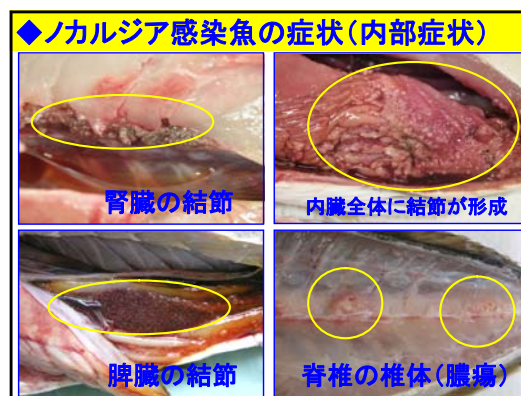 ◆ノカルジア感染魚の症状(内部症状)
腎臓の結節
内臓全体に結節が形成
脾臓の結節
脊椎の椎体(膿瘍)